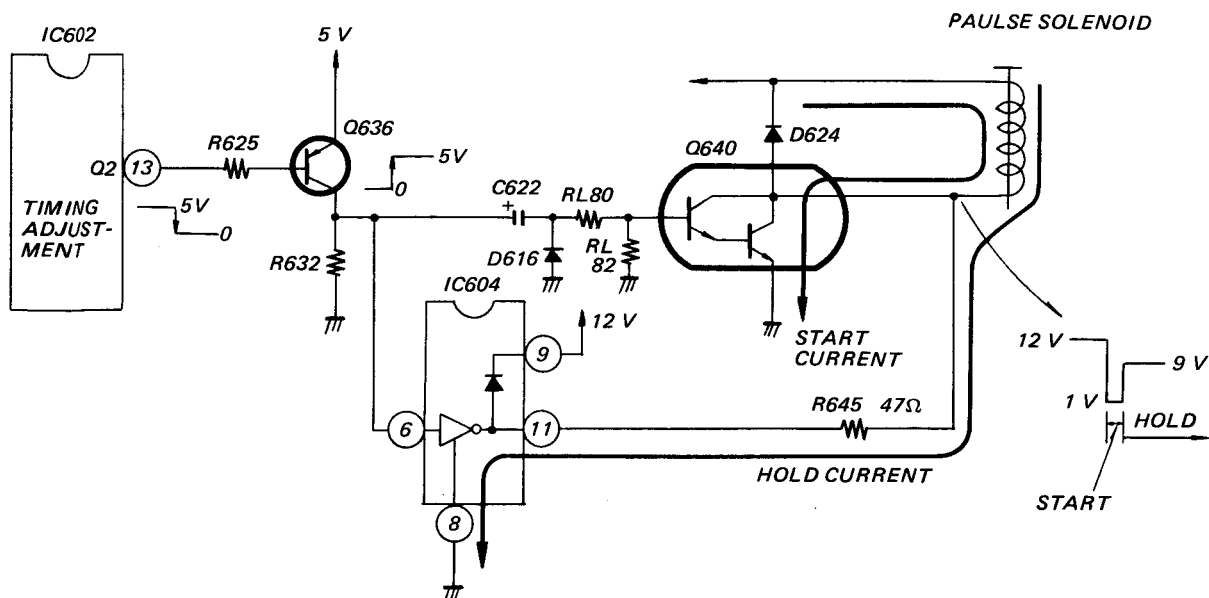 IC602
5 V
PAULSE SOLENOID
Q636
R625
Q2
13
5V
0
TIMING
ADJUST-
MENT
5V
0
R632
C622
+
RL80
D616
RL
82
Q640
D624
START
CURRENT
IC604
12 V
9
6
11
8
R645 47Ω
HOLD CURRENT
12 V
9 V
1 V
HOLD
START